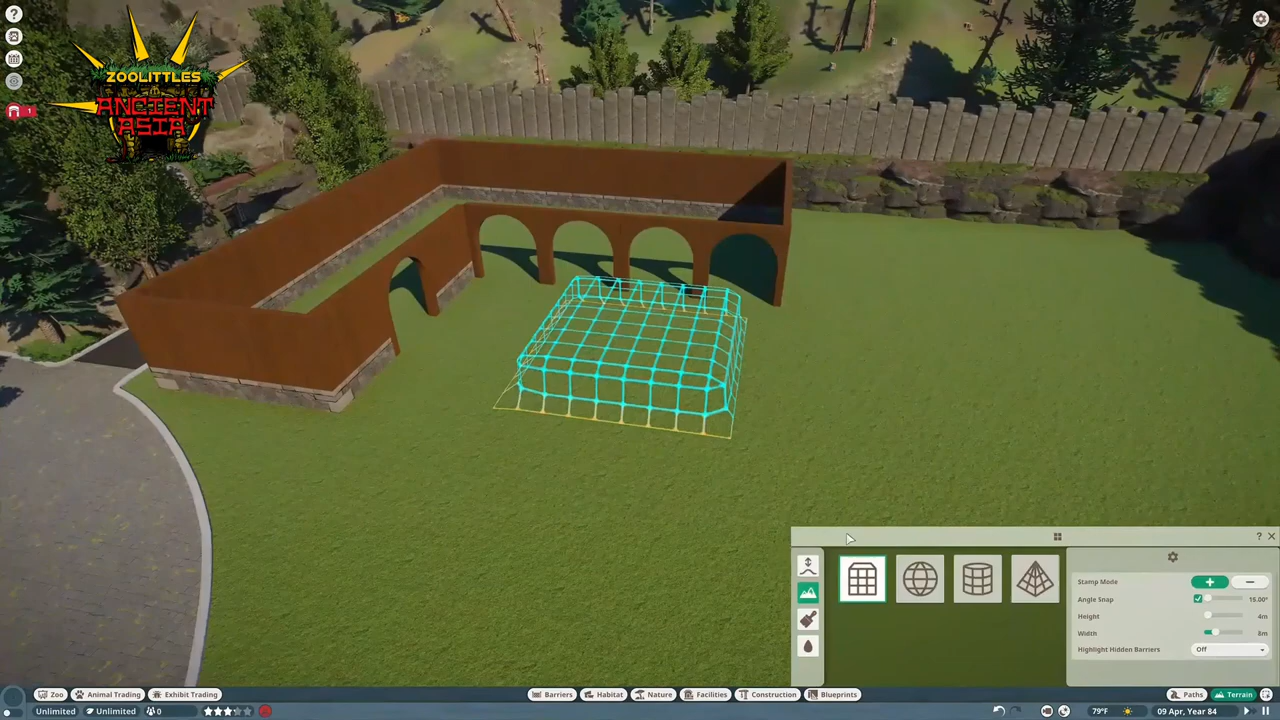 ZOOLITTLES
ANCIENT
ASIA
?
1
? ×
Stamp Mode + −
Angle Snap 15.00°
Height 4m
Width 8m
Highlight Hidden Barriers Off
Zoo Animal Trading Exhibit Trading Barriers Habitat Nature Facilities Construction Blueprints Paths Terrain
Unlimited Unlimited 0 79°F 09 Apr, Year 84